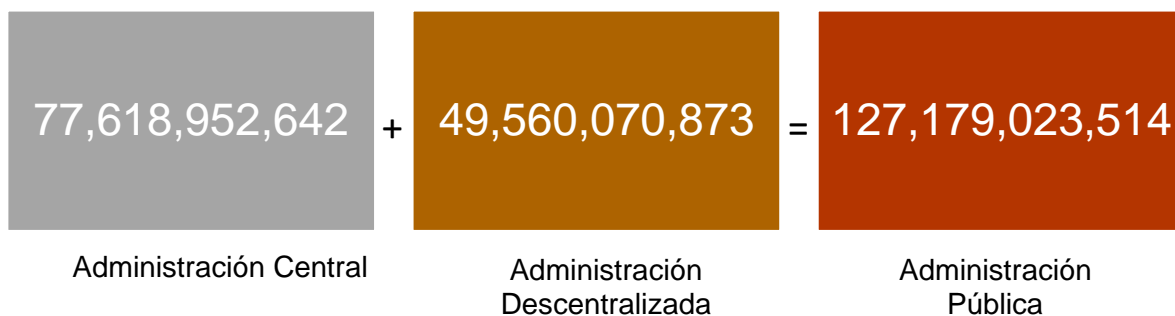 77,618,952,642 + 49,560,070,873 = 127,179,023,514
Administración Central
Administración
Descentralizada
Administración
Pública